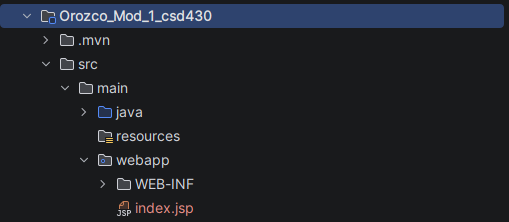 Orozco_Mod_1_csd430
.mvn
src
main
java
resources
webapp
WEB-INF
JSP index.jsp